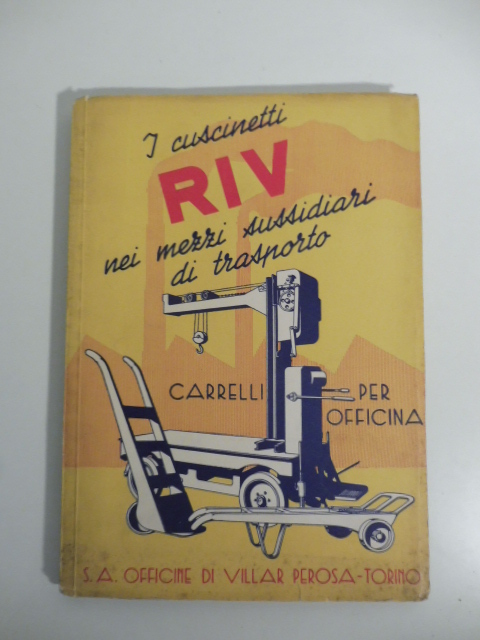 I cuscinetti
RIV
nei mezzi sussidiari
di trasporto
CARRELLI PER
OFFICINA
S. A. OFFICINE DI VILLAR PEROSA - TORINO